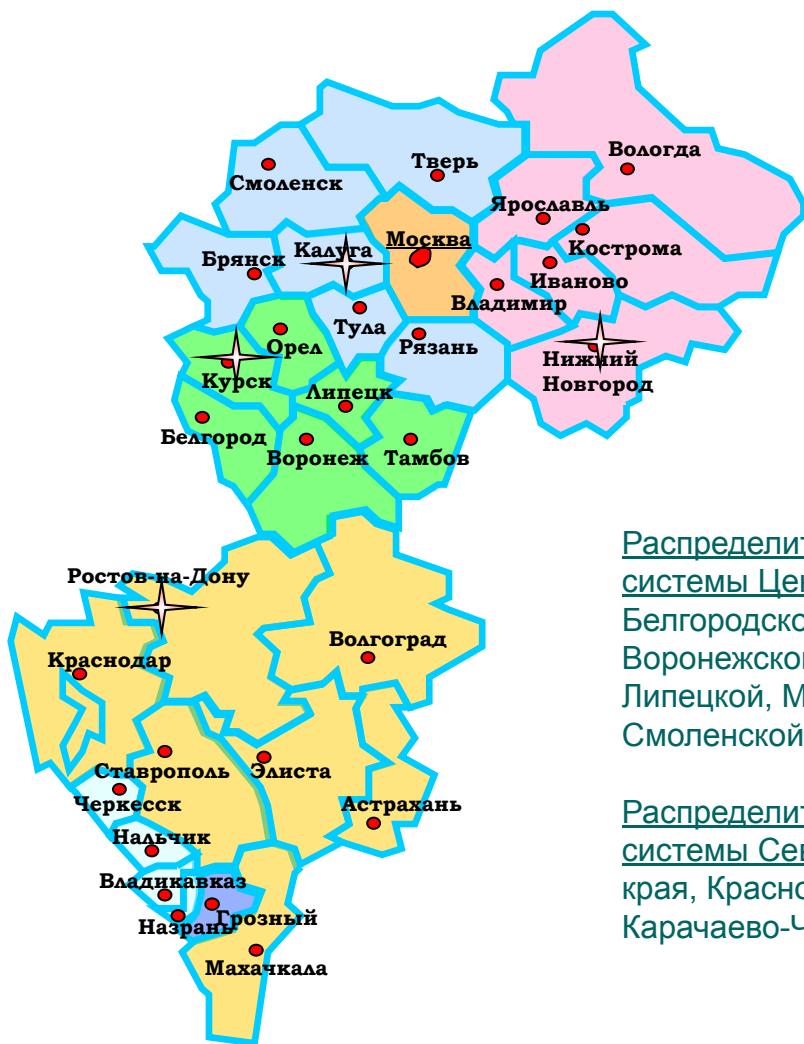 Вологда
Тверь
Смоленск
Ярославль
Москва
Калуга
Кострома
Брянск
Иваново
Владимир
Тула
Орел
Рязань
Нижний
Новгород
Курск
Липецк
Белгород
Воронеж
Тамбов
Ростов-на-Дону
Волгоград
Краснодар
Ставрополь
Элиста
Черкесск
Астрахань
Нальчик
Владикавказ
Грозный
Назрань
Махачкала
Распределит
системы Це
Белгородско
Воронежско
Липецкой, М
Смоленской
Распределит
системы Сев
края, Красно
Карачаево-Ч